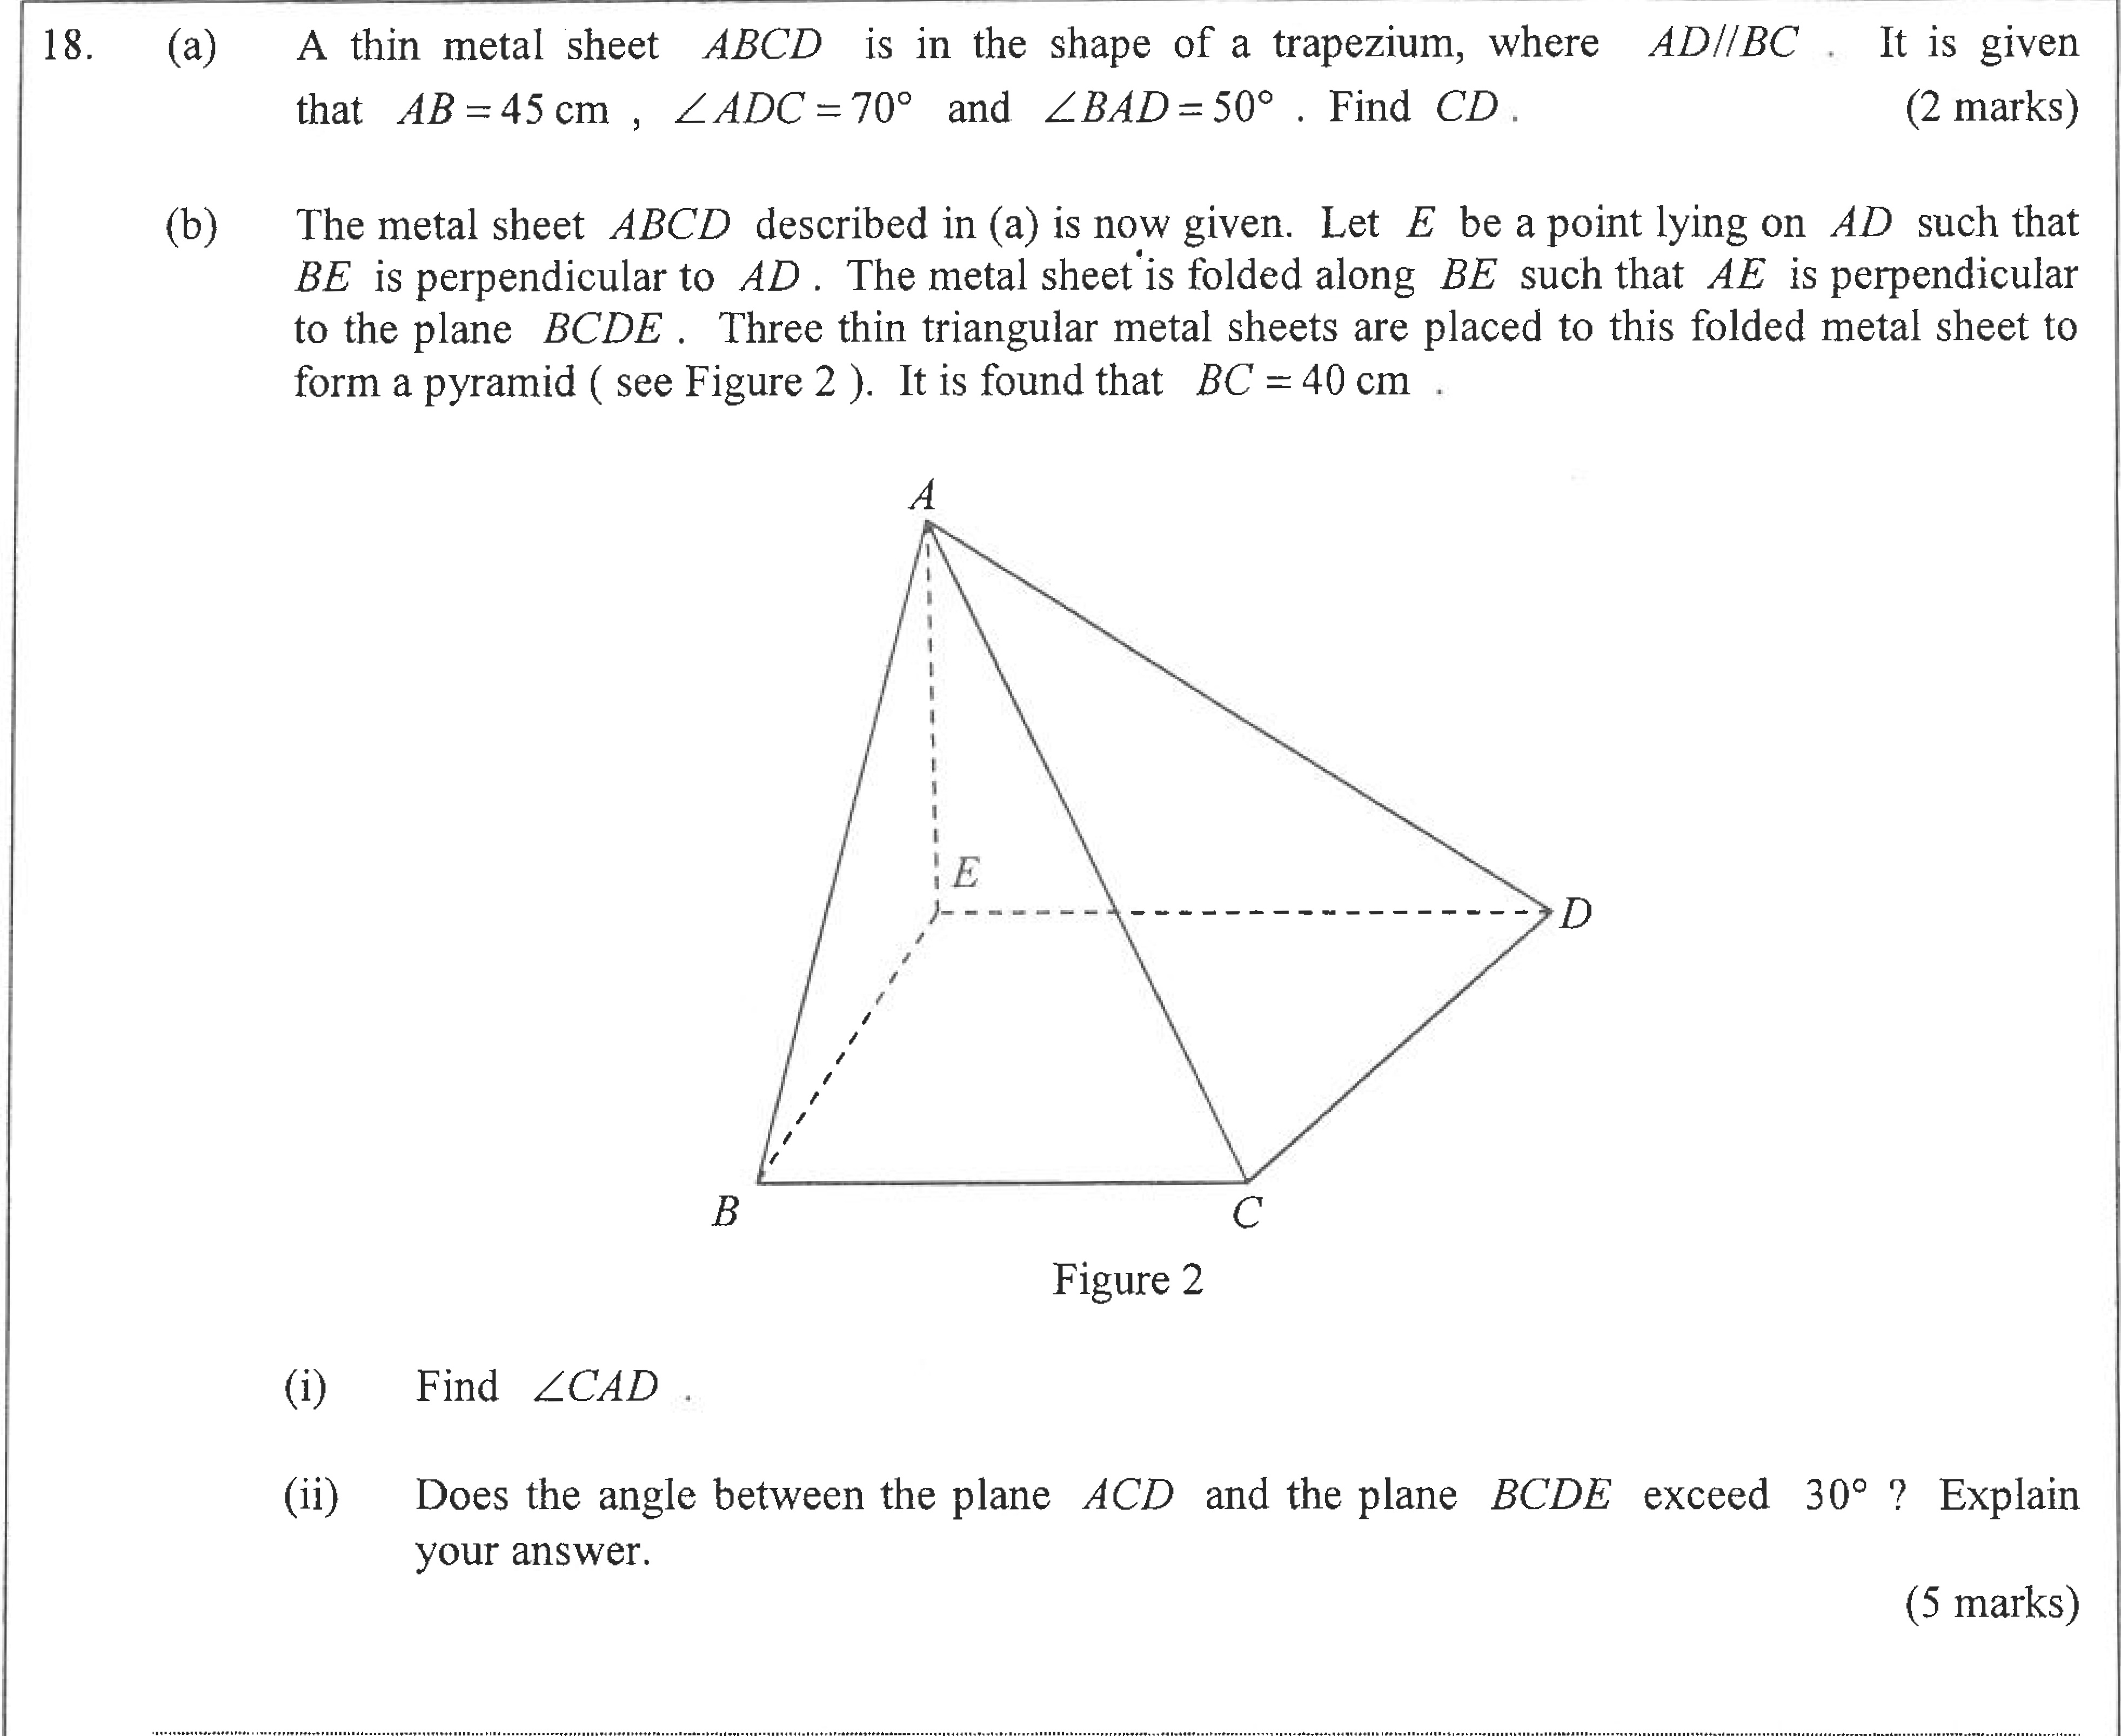 18. (a) A thin metal sheet ABCD is in the shape of a trapezium, where AD//BC . It is given
that AB = 45 cm , ∠ADC = 70° and ∠BAD = 50° . Find CD . (2 marks)
(b) The metal sheet ABCD described in (a) is now given. Let E be a point lying on AD such that
BE is perpendicular to AD . The metal sheet is folded along BE such that AE is perpendicular
to the plane BCDE . Three thin triangular metal sheets are placed to this folded metal sheet to
form a pyramid ( see Figure 2 ). It is found that BC = 40 cm .
A
E
D
B
C
Figure 2
(i) Find ∠CAD .
(ii) Does the angle between the plane ACD and the plane BCDE exceed 30° ? Explain
your answer.
(5 marks)